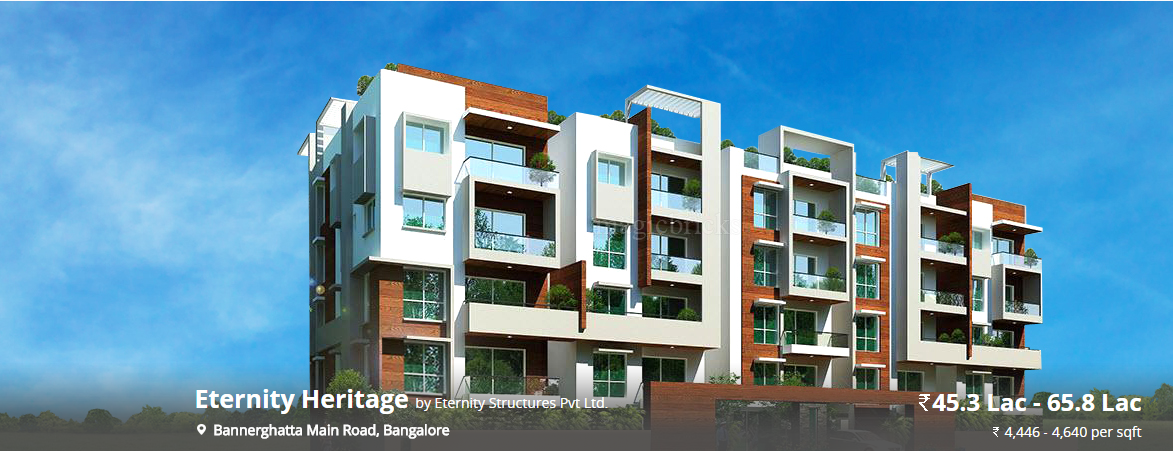 magicbricks
Eternity Heritage by Eternity Structures Pvt Ltd.
Bannerghatta Main Road, Bangalore
₹45.3 Lac - 65.8 Lac
₹ 4,446 - 4,640 per sqft